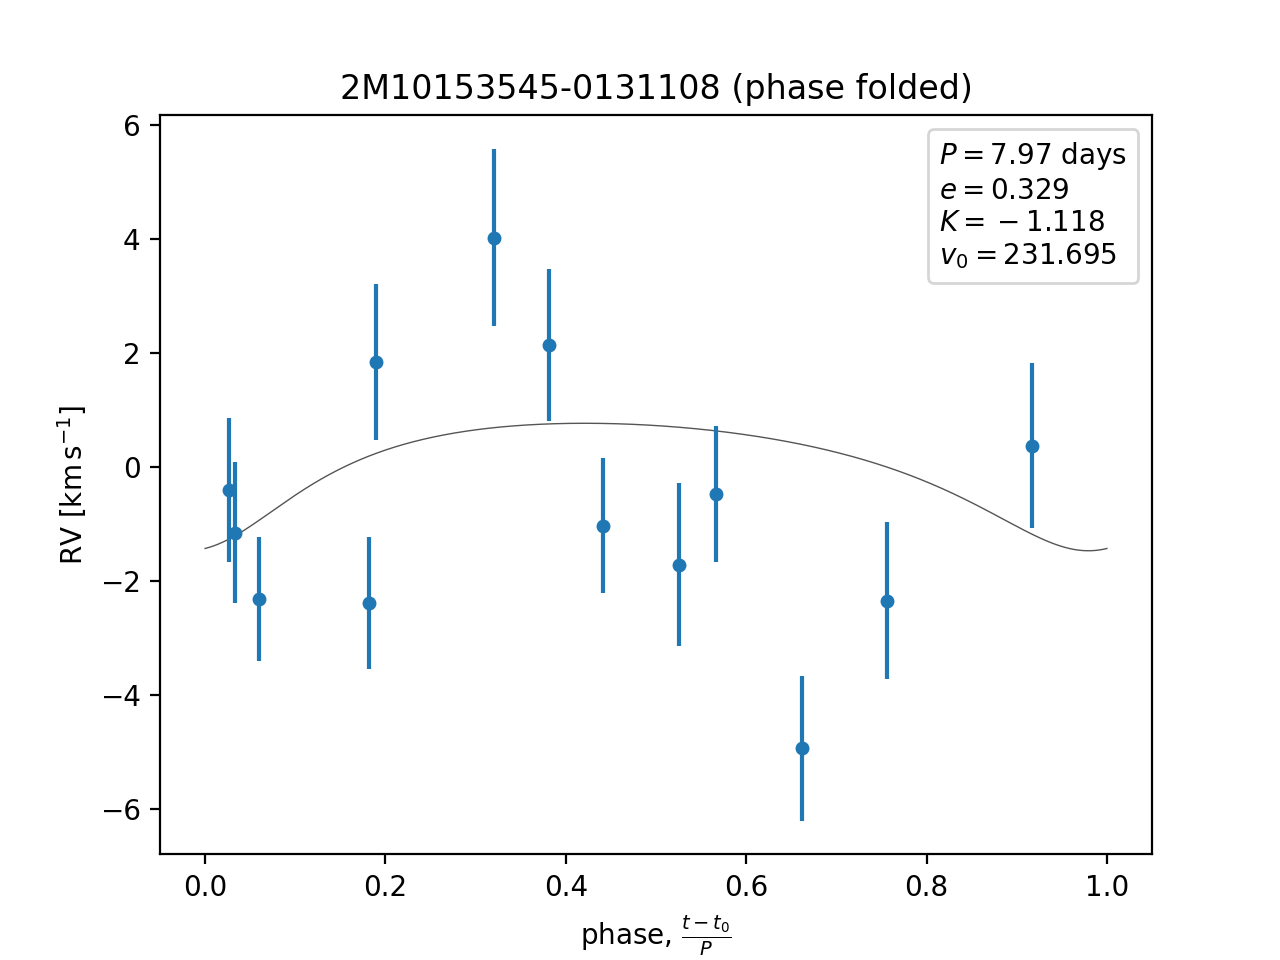 2M10153545-0131108 (phase folded)
P = 7.97 days
e = 0.329
K = −1.118
v₀ = 231.695
RV [km s⁻¹]
6
4
2
0
−2
−4
−6
0.0 0.2 0.4 0.6 0.8 1.0
phase, (t − t₀)/P